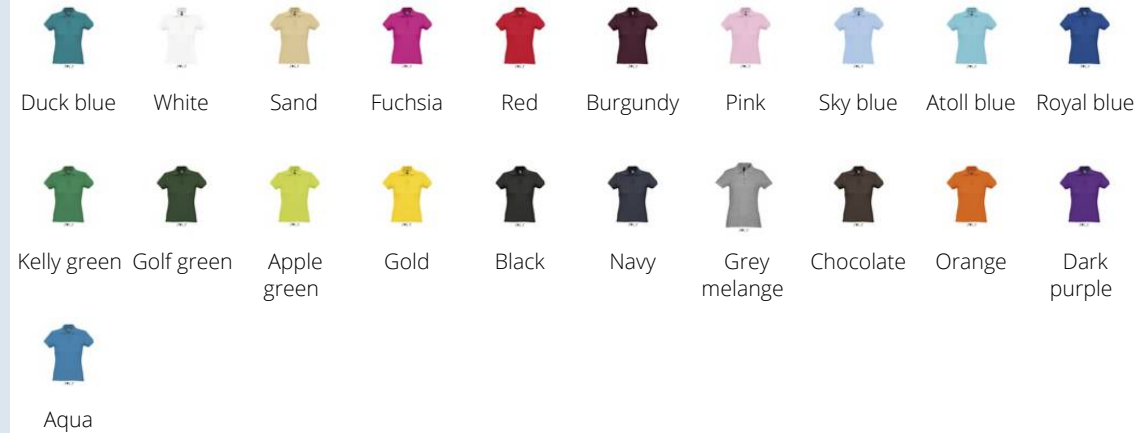 Duck blue
White
Sand
Fuchsia
Red
Burgundy
Pink
Sky blue
Atoll blue
Royal blue
Kelly green
Golf green
Apple
green
Gold
Black
Navy
Grey
melange
Chocolate
Orange
Dark
purple
Aqua